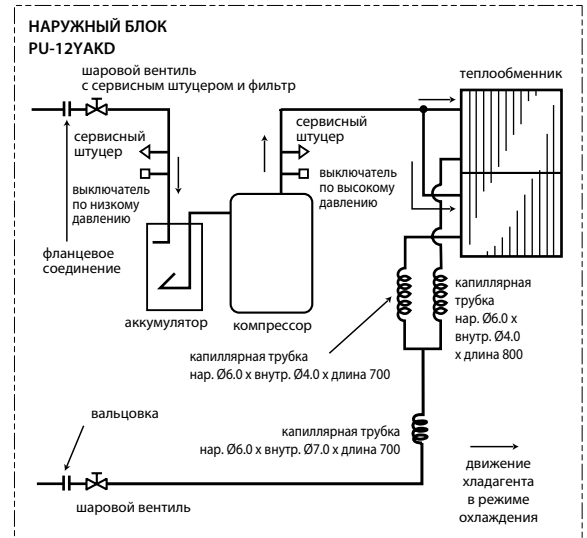 НАРУЖНЫЙ БЛОК
PU-12YAKD
шаровой вентиль
с сервисным штуцером и фильтр
теплообменник
сервисный
штуцер
сервисный
штуцер
выключатель
по низкому
давлению
выключатель
по высокому
давлению
фланцевое
соединение
аккумулятор
компрессор
капиллярная
трубка
нар. Ø6.0 х
внутр. Ø4.0
х длина 800
капиллярная трубка
нар. Ø6.0 х внутр. Ø4.0 х длина 700
вальцовка
капиллярная трубка
нар. Ø6.0 х внутр. Ø7.0 х длина 700
шаровой вентиль
движение
хладагента
в режиме
охлаждения